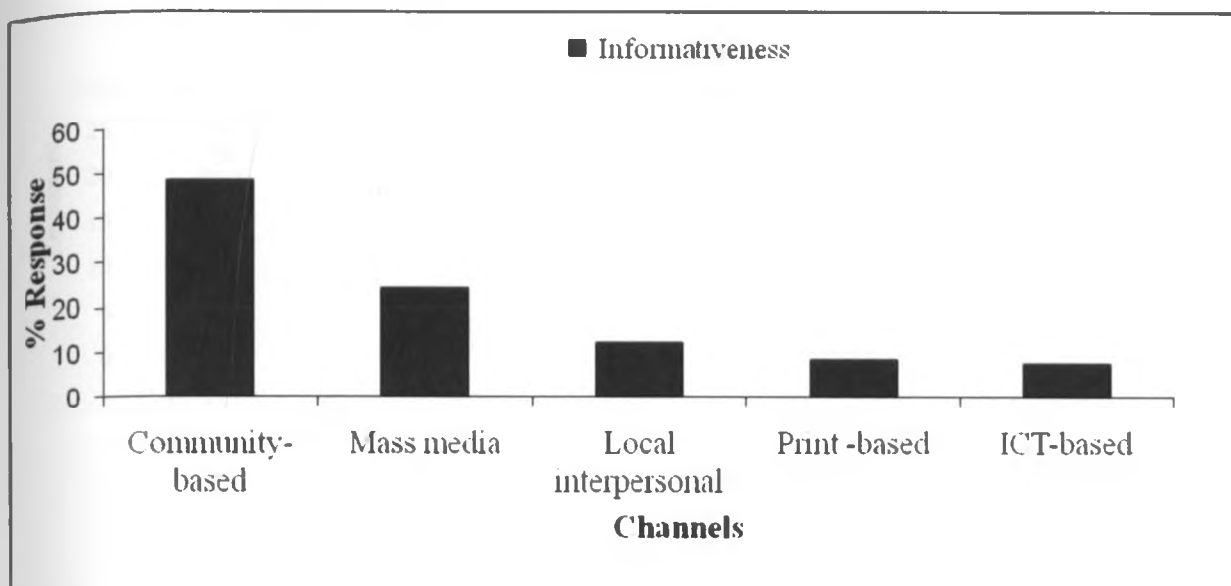 Informativeness
60
50
40
30
20
10
0
% Response
Community-
based
Mass media
Local
interpersonal
Print -based
ICT-based
Channels